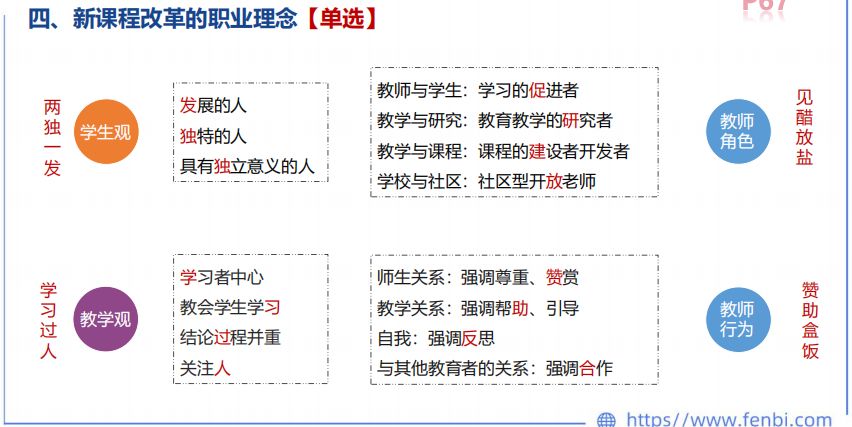 四、新课程改革的职业理念【单选】
P67
两独一发
学生观
发展的人
独特的人
具有独立意义的人
教师与学生：学习的促进者
教学与研究：教育教学的研究者
教学与课程：课程的建设者开发者
学校与社区：社区型开放老师
教师
角色
见醋放盐
学习过人
教学观
学习者中心
教会学生学习
结论过程并重
关注人
师生关系：强调尊重、赞赏
教学关系：强调帮助、引导
自我：强调反思
与其他教育者的关系：强调合作
教师
行为
赞助盒饭
https//www.fenbi.com